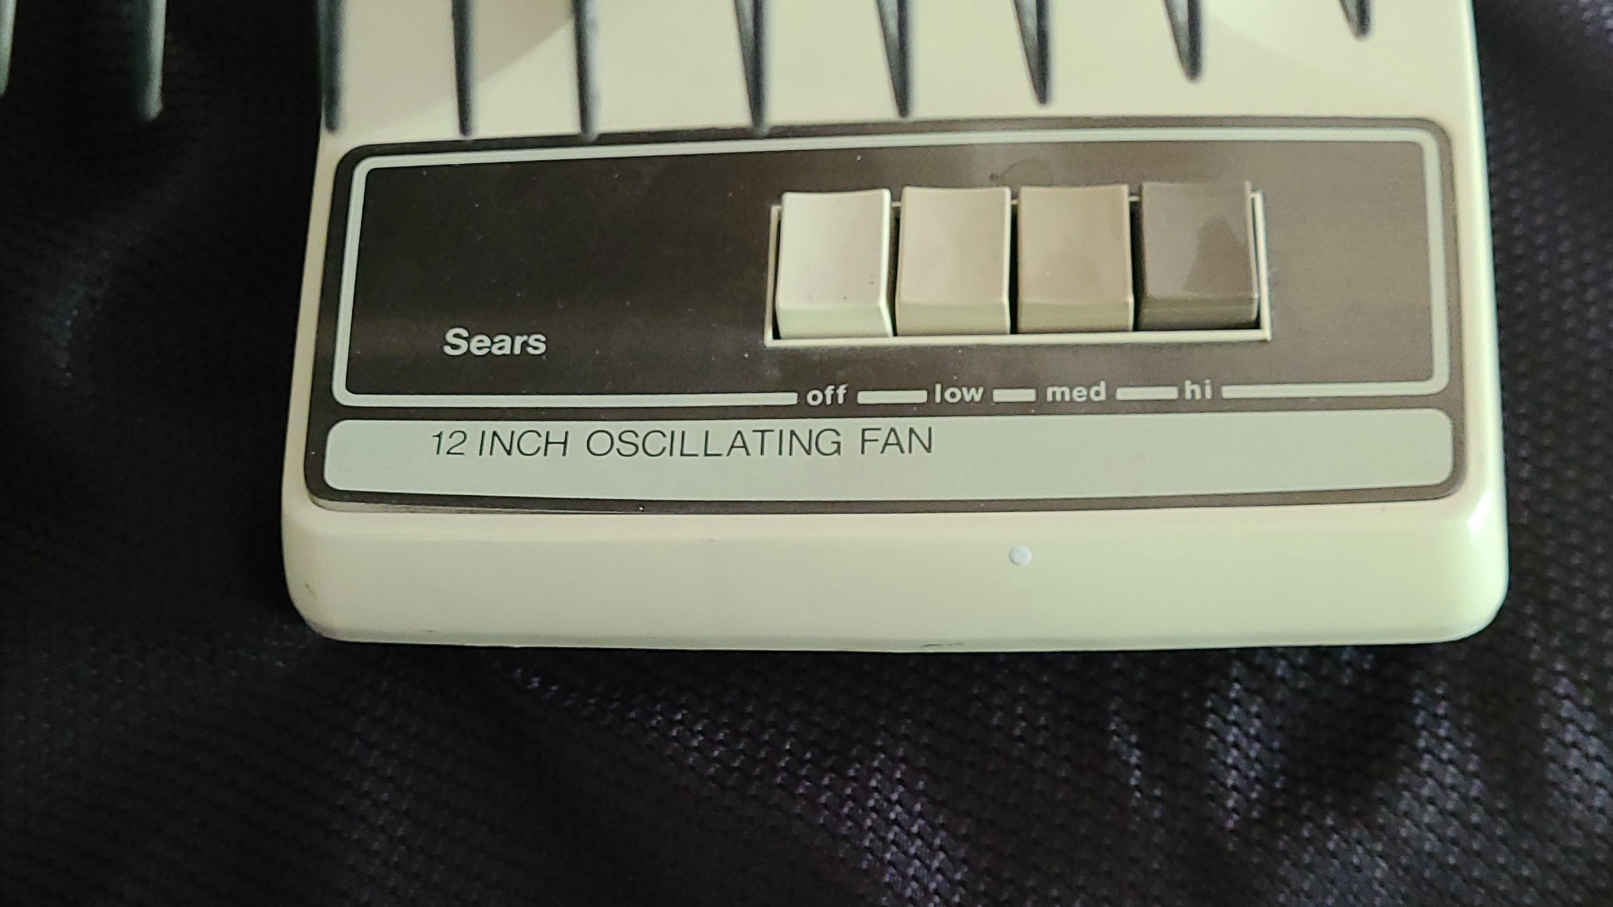 Sears
off low med hi
12 INCH OSCILLATING FAN